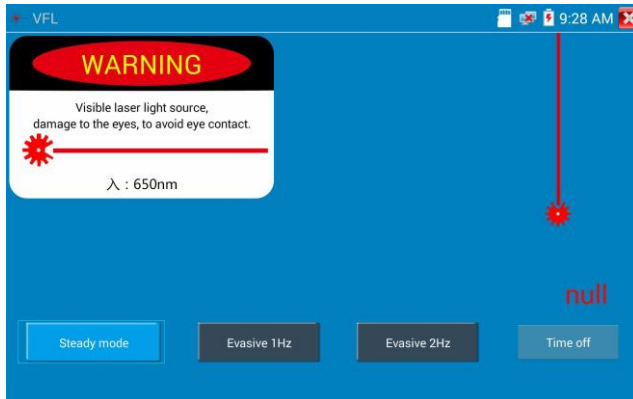 VFL
9:28 AM
WARNING
Visible laser light source,
damage to the eyes, to avoid eye contact.
入 : 650nm
null
Steady mode
Evasive 1Hz
Evasive 2Hz
Time off